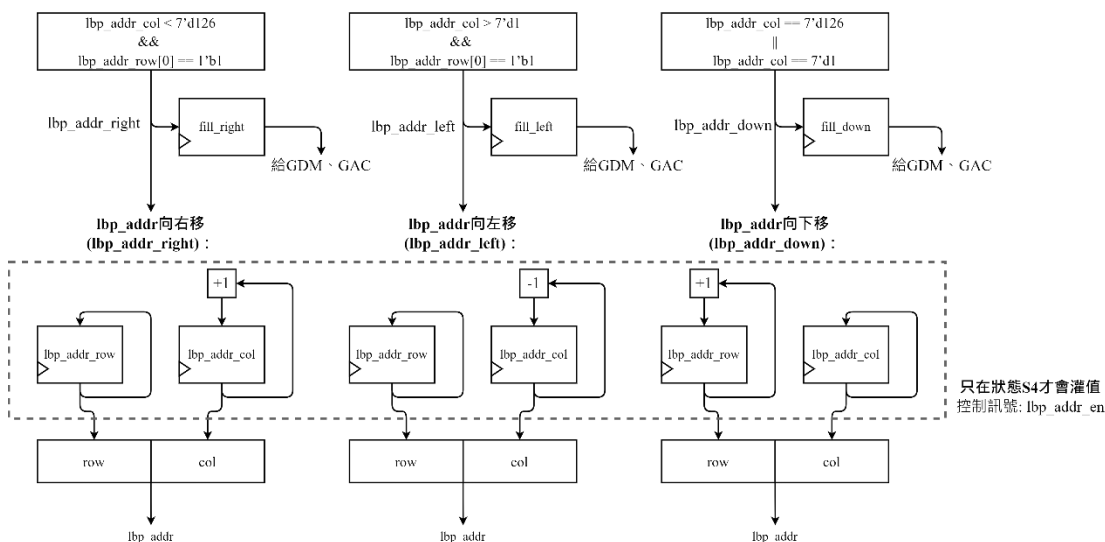 lbp_addr_col < 7'd126
&&
lbp_addr_row[0] == 1'b1
lbp_addr_col > 7'd1
&&
lbp_addr_row[0] == 1'b1
lbp_addr_col == 7'd126
||
lbp_addr_col == 7'd1
lbp_addr_right
fill_right
給GDM、GAC
lbp_addr_left
fill_left
給GDM、GAC
lbp_addr_down
fill_down
給GDM、GAC
lbp_addr向右移
(lbp_addr_right)：
lbp_addr向左移
(lbp_addr_left)：
lbp_addr向下移
(lbp_addr_down)：
+1
-1
+1
lbp_addr_row
lbp_addr_col
lbp_addr_row
lbp_addr_col
lbp_addr_row
lbp_addr_col
只在狀態S4才會灌值
控制訊號: lbp_addr_en
row
col
row
col
row
col
lbp_addr
lbp_addr
lbp_addr